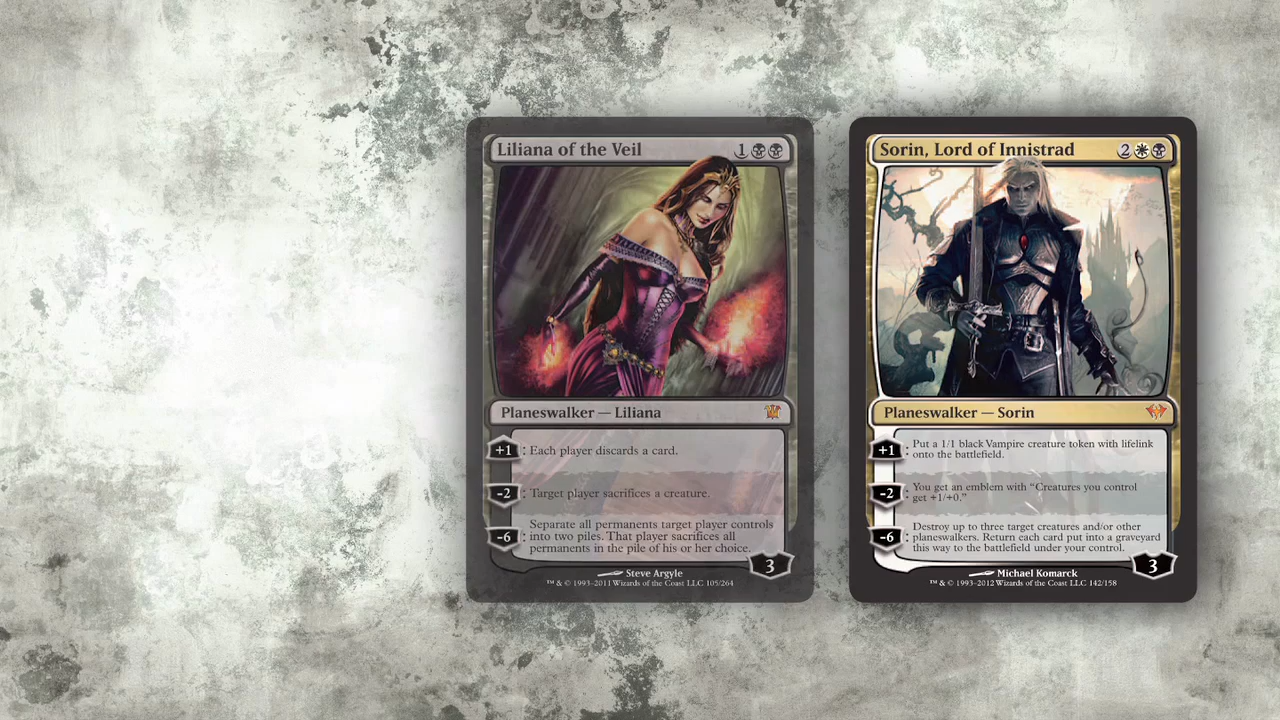 Liliana of the Veil 1
Planeswalker — Liliana
+1 : Each player discards a card.
-2 : Target player sacrifices a creature.
Separate all permanents target player controls
-6 : into two piles. That player sacrifices all
permanents in the pile of his or her choice.
3
Steve Argyle
™ & © 1993–2011 Wizards of the Coast LLC 105/264
Sorin, Lord of Innistrad 2
Planeswalker — Sorin
+1 : Put a 1/1 black Vampire creature token with lifelink
onto the battlefield.
-2 : You get an emblem with “Creatures you control
get +1/+0.”
Destroy up to three target creatures and/or other
-6 : planeswalkers. Return each card put into a graveyard
this way to the battlefield under your control.
3
Michael Komarck
™ & © 1993–2012 Wizards of the Coast LLC 142/158